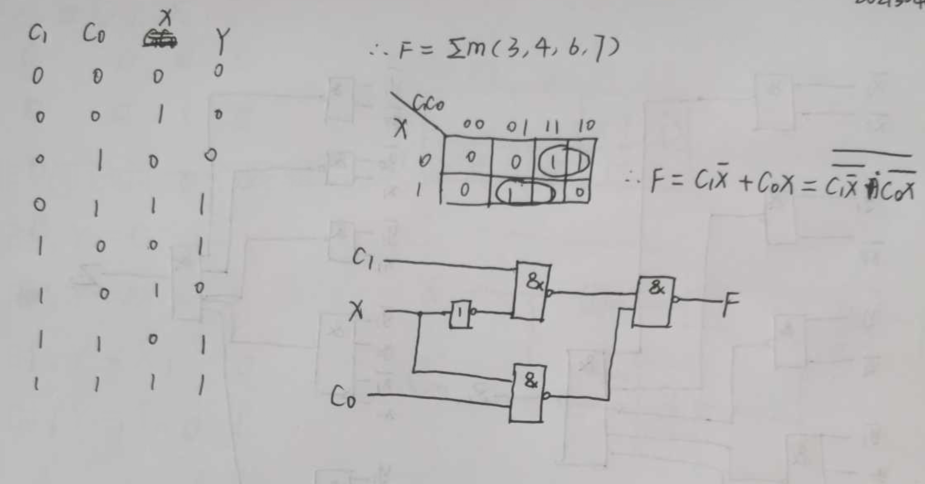 C₁ C₀ X Y
0 0 0 0
0 0 1 0
0 1 0 0
0 1 1 1
1 0 0 1
1 0 1 0
1 1 0 1
1 1 1 1
∴ F = Σm(3,4,6,7)
C₁C₀
X 00 01 11 10
0 0 0 1 1
1 0 1 1 0
∴ F = C₁X̅ + C₀X = 
C₁
X
C₀
&
1
&
&
F